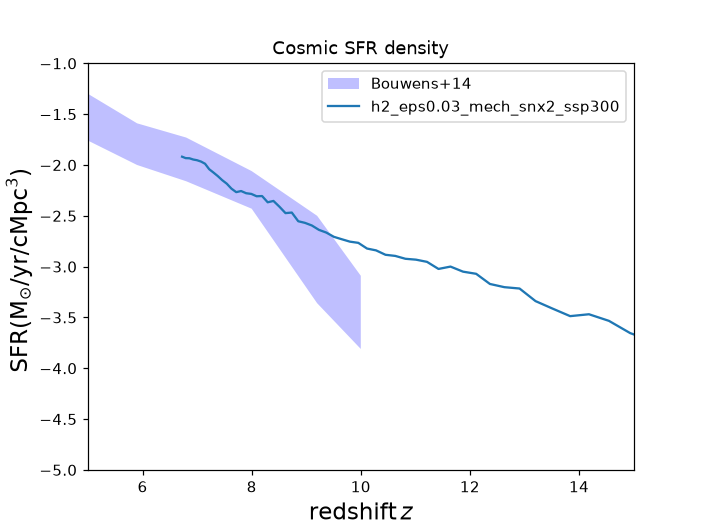 Cosmic SFR density
Bouwens+14
h2_eps0.03_mech_snx2_ssp300
SFR(M⊙/yr/cMpc³)
−1.0
−1.5
−2.0
−2.5
−3.0
−3.5
−4.0
−4.5
−5.0
6 8 10 12 14
redshift z